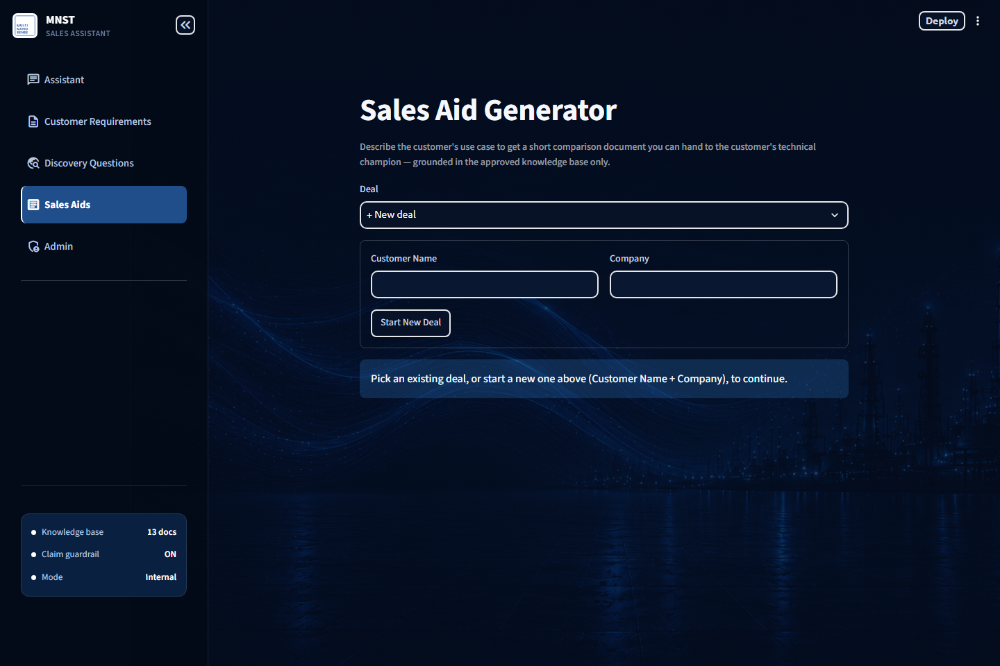 MULTI
NANO
SENSE
MNST
SALES ASSISTANT
Assistant
Customer Requirements
Discovery Questions
Sales Aids
Admin
Knowledge base 13 docs
Claim guardrail ON
Mode Internal
Deploy
Sales Aid Generator
Describe the customer's use case to get a short comparison document you can hand to the customer's technical
champion — grounded in the approved knowledge base only.
Deal
+ New deal
Customer Name Company
Start New Deal
Pick an existing deal, or start a new one above (Customer Name + Company), to continue.